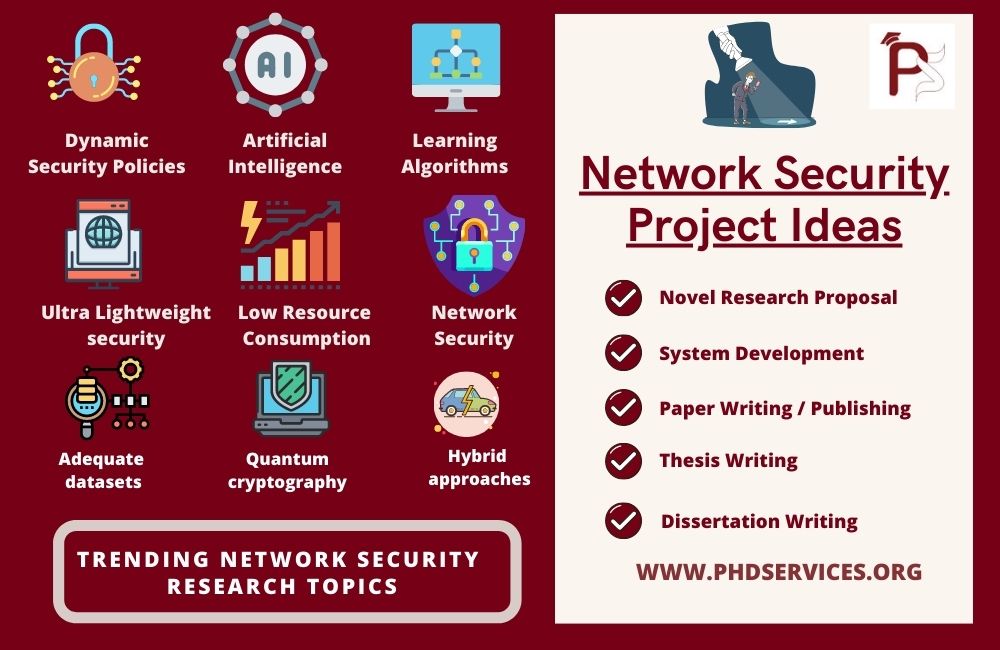 AI
Dynamic
Security Policies
Artificial
Intelligence
Learning
Algorithms
Ultra Lightweight
security
Low Resource
Consumption
Network
Security
Adequate
datasets
Quantum
cryptography
Hybrid
approaches
TRENDING NETWORK SECURITY
RESEARCH TOPICS
PS
Network Security
Project Ideas
Novel Research Proposal
System Development
Paper Writing / Publishing
Thesis Writing
Dissertation Writing
WWW.PHDSERVICES.ORG